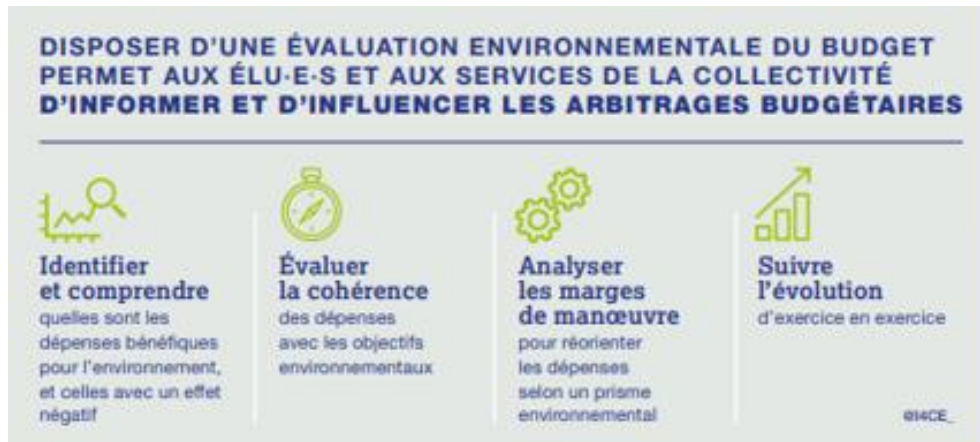 DISPOSER D'UNE ÉVALUATION ENVIRONNEMENTALE DU BUDGET
PERMET AUX ÉLU·E·S ET AUX SERVICES DE LA COLLECTIVITÉ
D'INFORMER ET D'INFLUENCER LES ARBITRAGES BUDGÉTAIRES
Identifier
et comprendre
quelles sont les
dépenses bénéfiques
pour l'environnement,
et celles avec un effet
négatif
Évaluer
la cohérence
des dépenses
avec les objectifs
environnementaux
Analyser
les marges
de manœuvre
pour réorienter
les dépenses
selon un prisme
environnemental
Suivre
l'évolution
d'exercice en exercice
@I4CE_